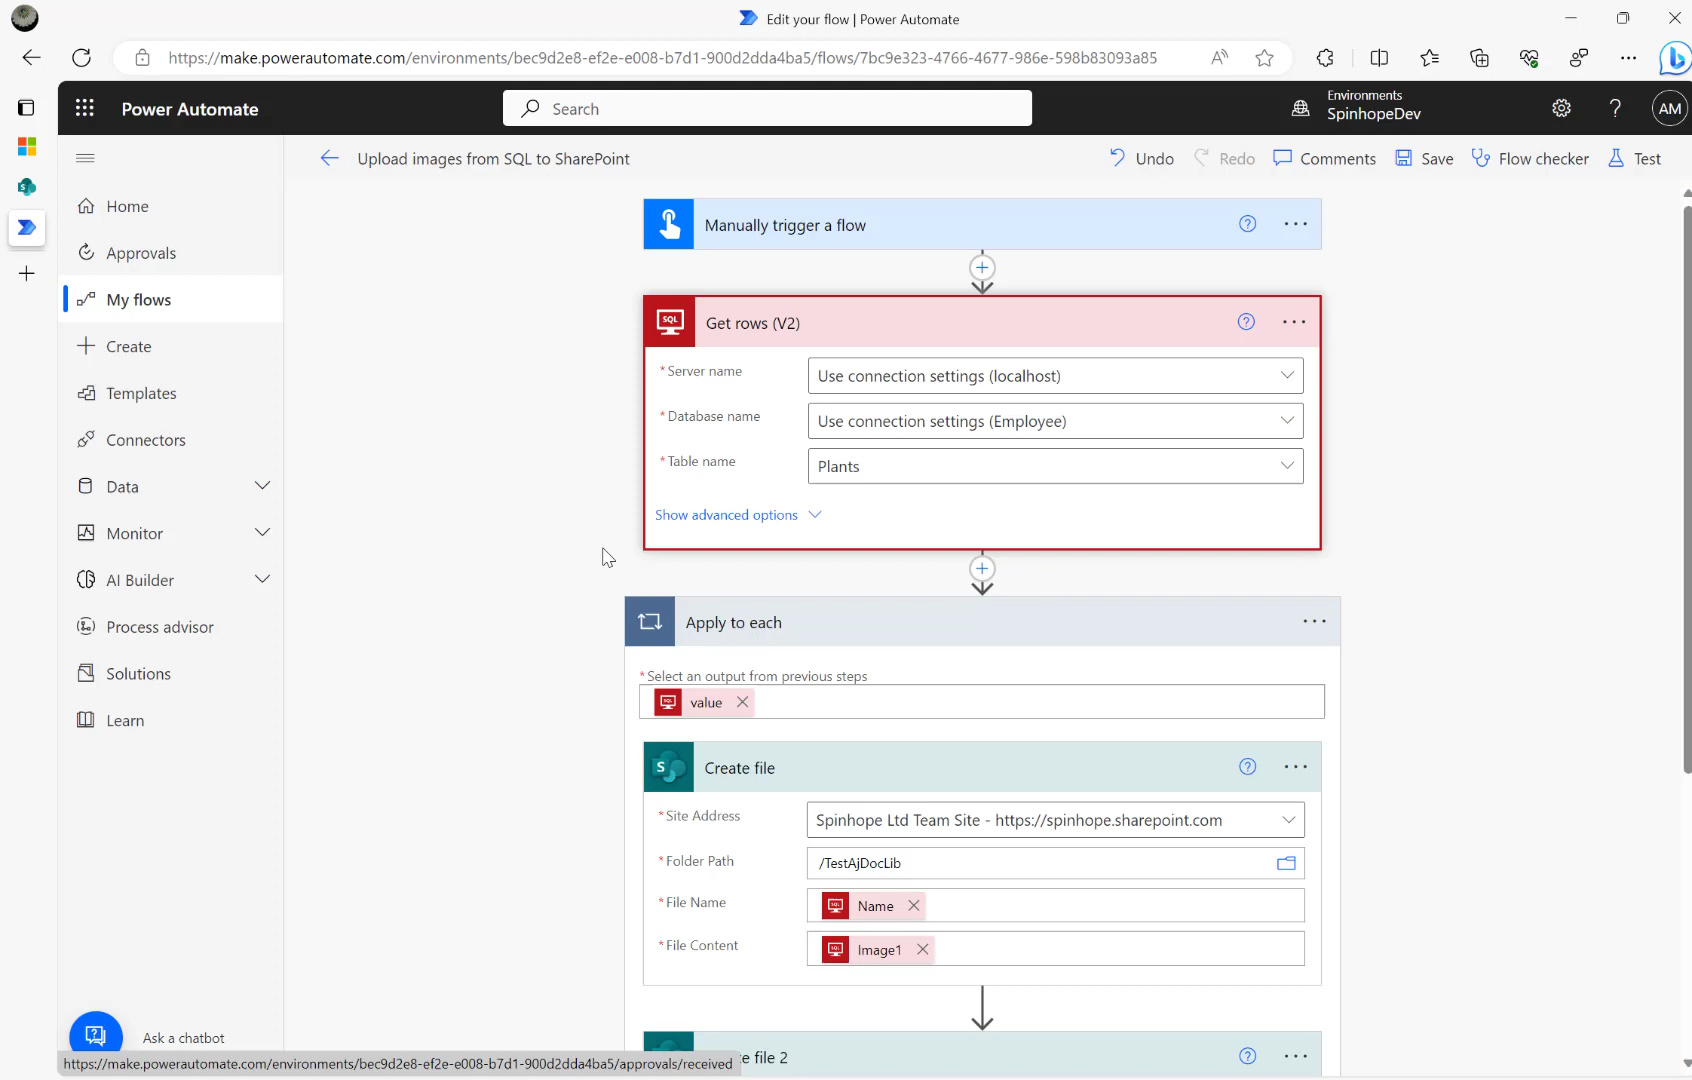 Edit your flow | Power Automate
https://make.powerautomate.com/environments/bec9d2e8-ef2e-e008-b7d1-900d2dda4ba5/flows/7bc9e323-4766-4677-986e-598b83093a85
Power Automate
Search
Environments
SpinhopeDev
?
AM
Upload images from SQL to SharePoint
Undo
Redo
Comments
Save
Flow checker
Test
Home
Approvals
My flows
Create
Templates
Connectors
Data
Monitor
AI Builder
Process advisor
Solutions
Learn
Ask a chatbot
https://make.powerautomate.com/environments/bec9d2e8-ef2e-e008-b7d1-900d2dda4ba5/approvals/received
Manually trigger a flow
SQL
Get rows (V2)
* Server name
Use connection settings (localhost)
* Database name
Use connection settings (Employee)
* Table name
Plants
Show advanced options
Apply to each
* Select an output from previous steps
value
S
Create file
* Site Address
Spinhope Ltd Team Site - https://spinhope.sharepoint.com
* Folder Path
/TestAjDocLib
* File Name
Name
* File Content
Image1
e file 2